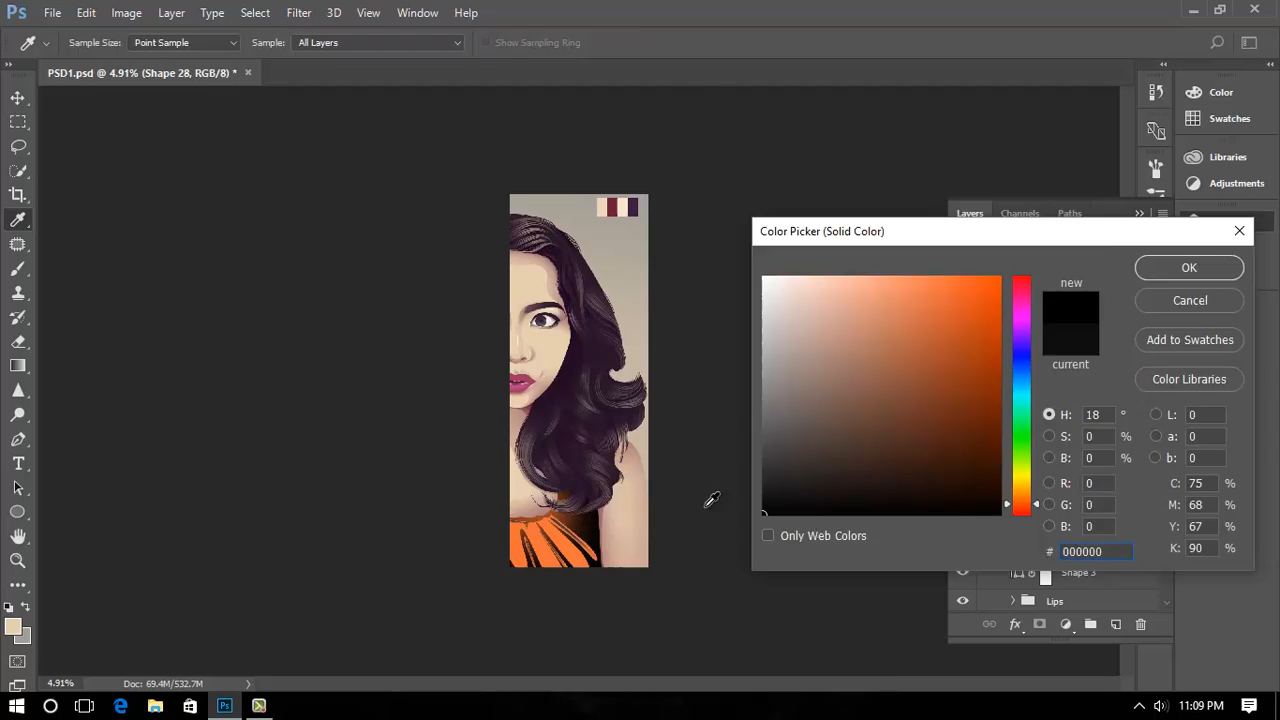 Ps File Edit Image Layer Type Select Filter 3D View Window Help
Sample Size: Point Sample Sample: All Layers Show Sampling Ring
PSD1.psd @ 4.91% (Shape 28, RGB/8) *
Color
Swatches
Libraries
Adjustments
Layers Channels Paths
Color Picker (Solid Color)
new
current
OK
Cancel
Add to Swatches
Color Libraries
H: 18 ° L: 0
S: 0 % a: 0
B: 0 % b: 0
R: 0 C: 75 %
G: 0 M: 68 %
B: 0 Y: 67 %
# 000000 K: 90 %
Only Web Colors
Shape 3
Lips
fx
4.91% Doc: 69.4M/532.7M
Ps 11:09 PM